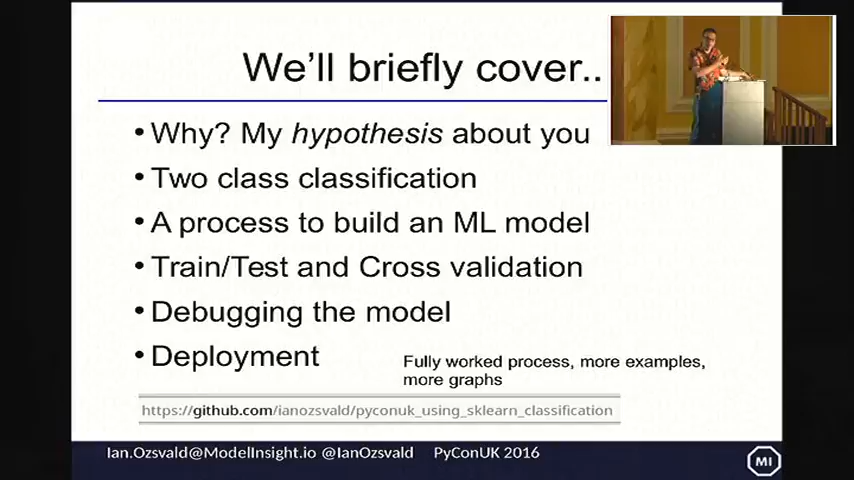 We'll briefly cover..
• Why? My hypothesis about you
• Two class classification
• A process to build an ML model
• Train/Test and Cross validation
• Debugging the model
• Deployment
Fully worked process, more examples,
more graphs
https://github.com/ianozsvald/pyconuk_using_sklearn_classification
Ian.Ozsvald@ModelInsight.io @IanOzsvald PyConUK 2016
MI